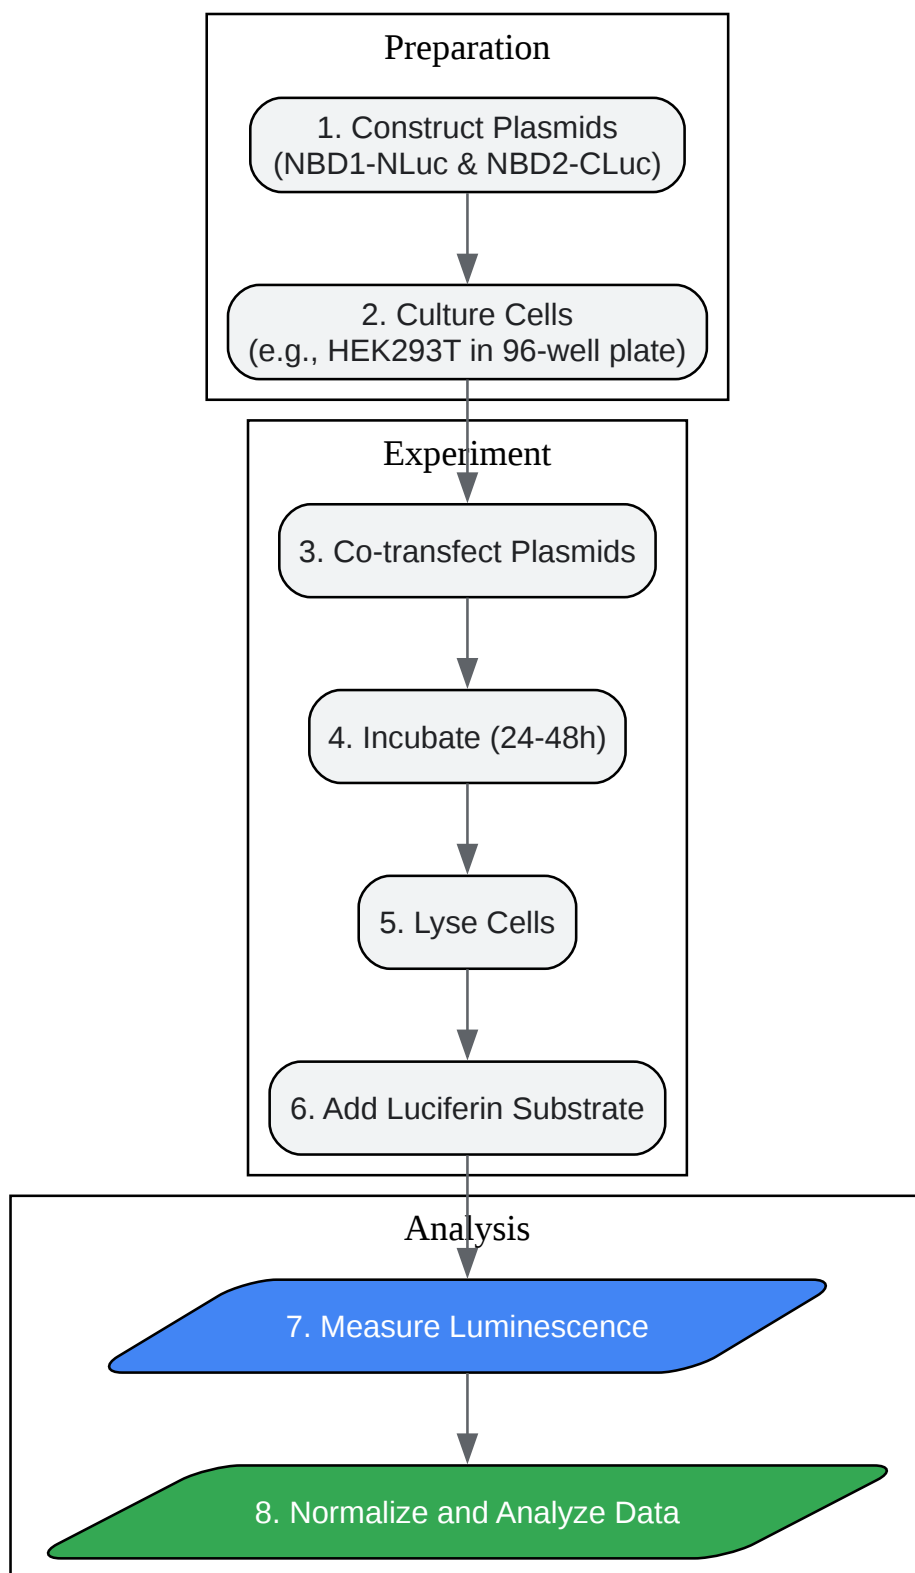 Preparation
1. Construct Plasmids
(NBD1-NLuc & NBD2-CLuc)
2. Culture Cells
(e.g., HEK293T in 96-well plate)
Experiment
3. Co-transfect Plasmids
4. Incubate (24-48h)
5. Lyse Cells
6. Add Luciferin Substrate
Analysis
7. Measure Luminescence
8. Normalize and Analyze Data